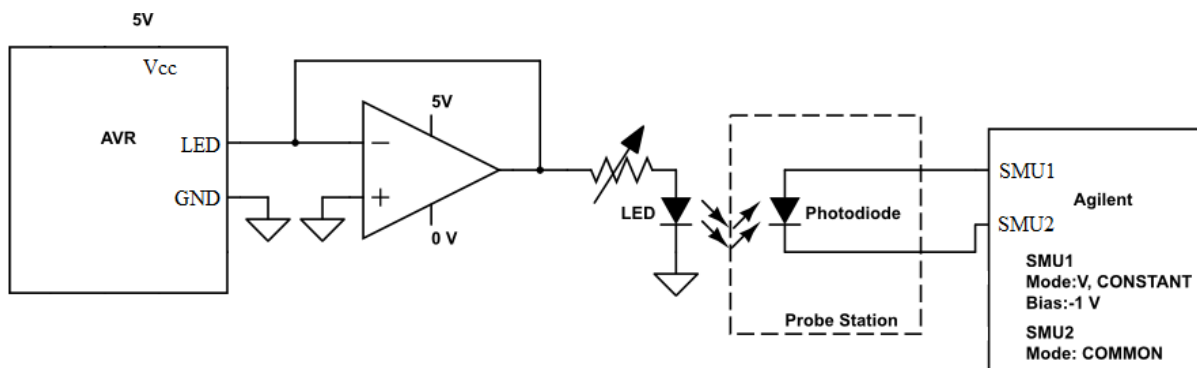 5V
Vcc
AVR
LED
GND
5V
−
+
0 V
LED
Photodiode
Probe Station
SMU1
Agilent
SMU2
SMU1
Mode:V, CONSTANT
Bias:-1 V
SMU2
Mode: COMMON